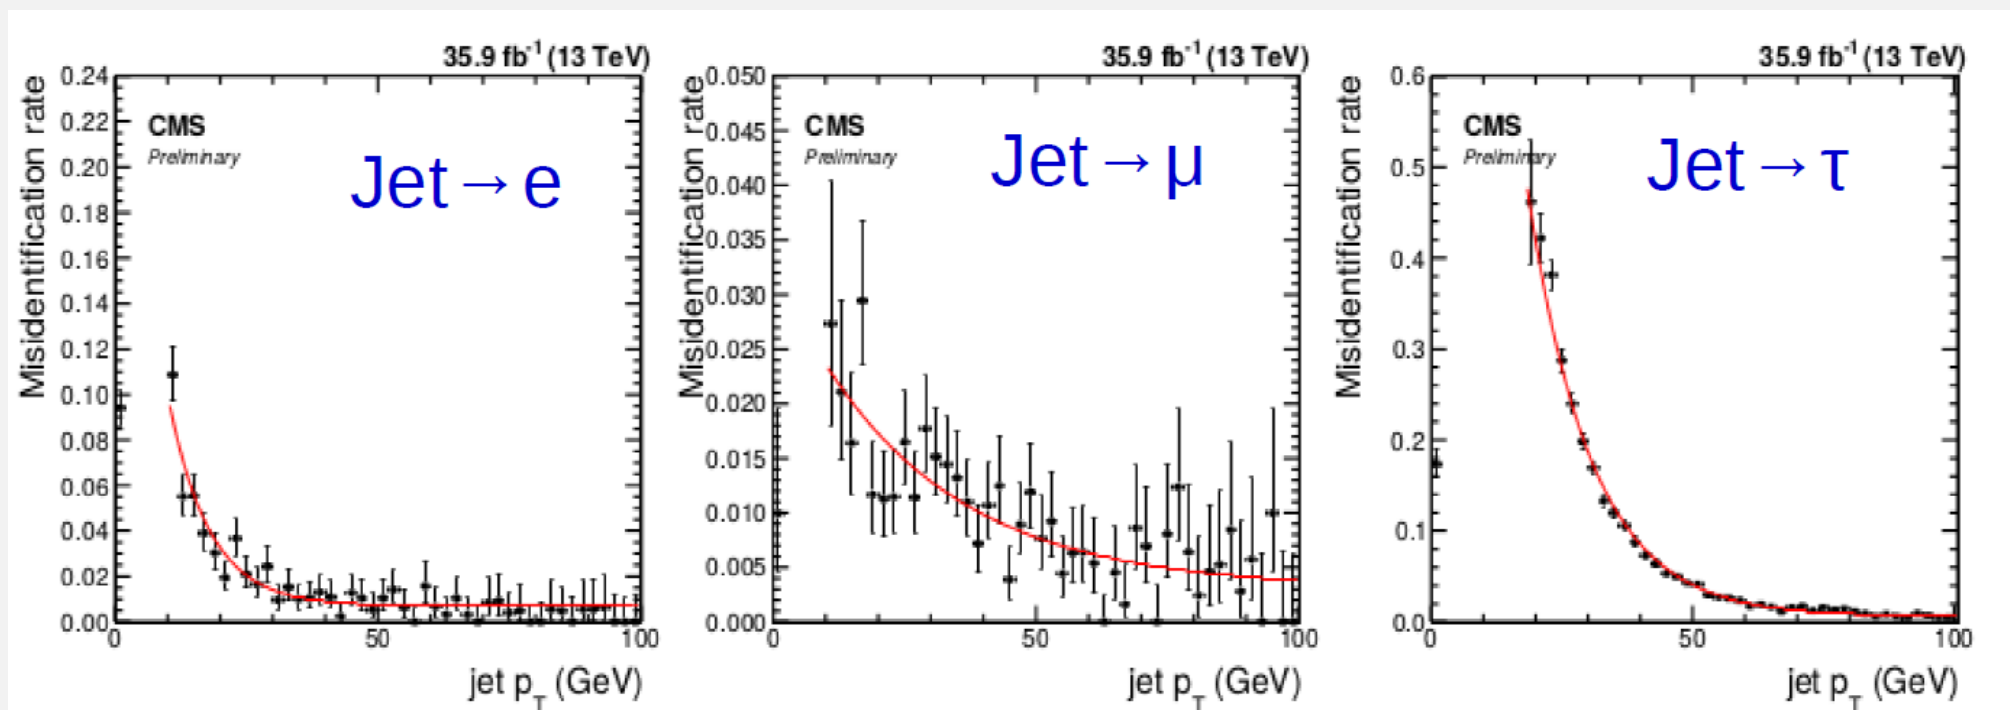 35.9 fb⁻¹ (13 TeV)
Misidentification rate
0.24
0.22
0.20
0.18
0.16
0.14
0.12
0.10
0.08
0.06
0.04
0.02
0.00
CMS
Preliminary
Jet→e
0
50
100
jet p_T (GeV)
35.9 fb⁻¹ (13 TeV)
Misidentification rate
0.050
0.045
0.040
0.035
0.030
0.025
0.020
0.015
0.010
0.005
0.000
CMS
Preliminary
Jet→μ
0
50
100
jet p_T (GeV)
35.9 fb⁻¹ (13 TeV)
Misidentification rate
0.6
0.5
0.4
0.3
0.2
0.1
0.0
CMS
Preliminary
Jet→τ
0
50
100
jet p_T (GeV)